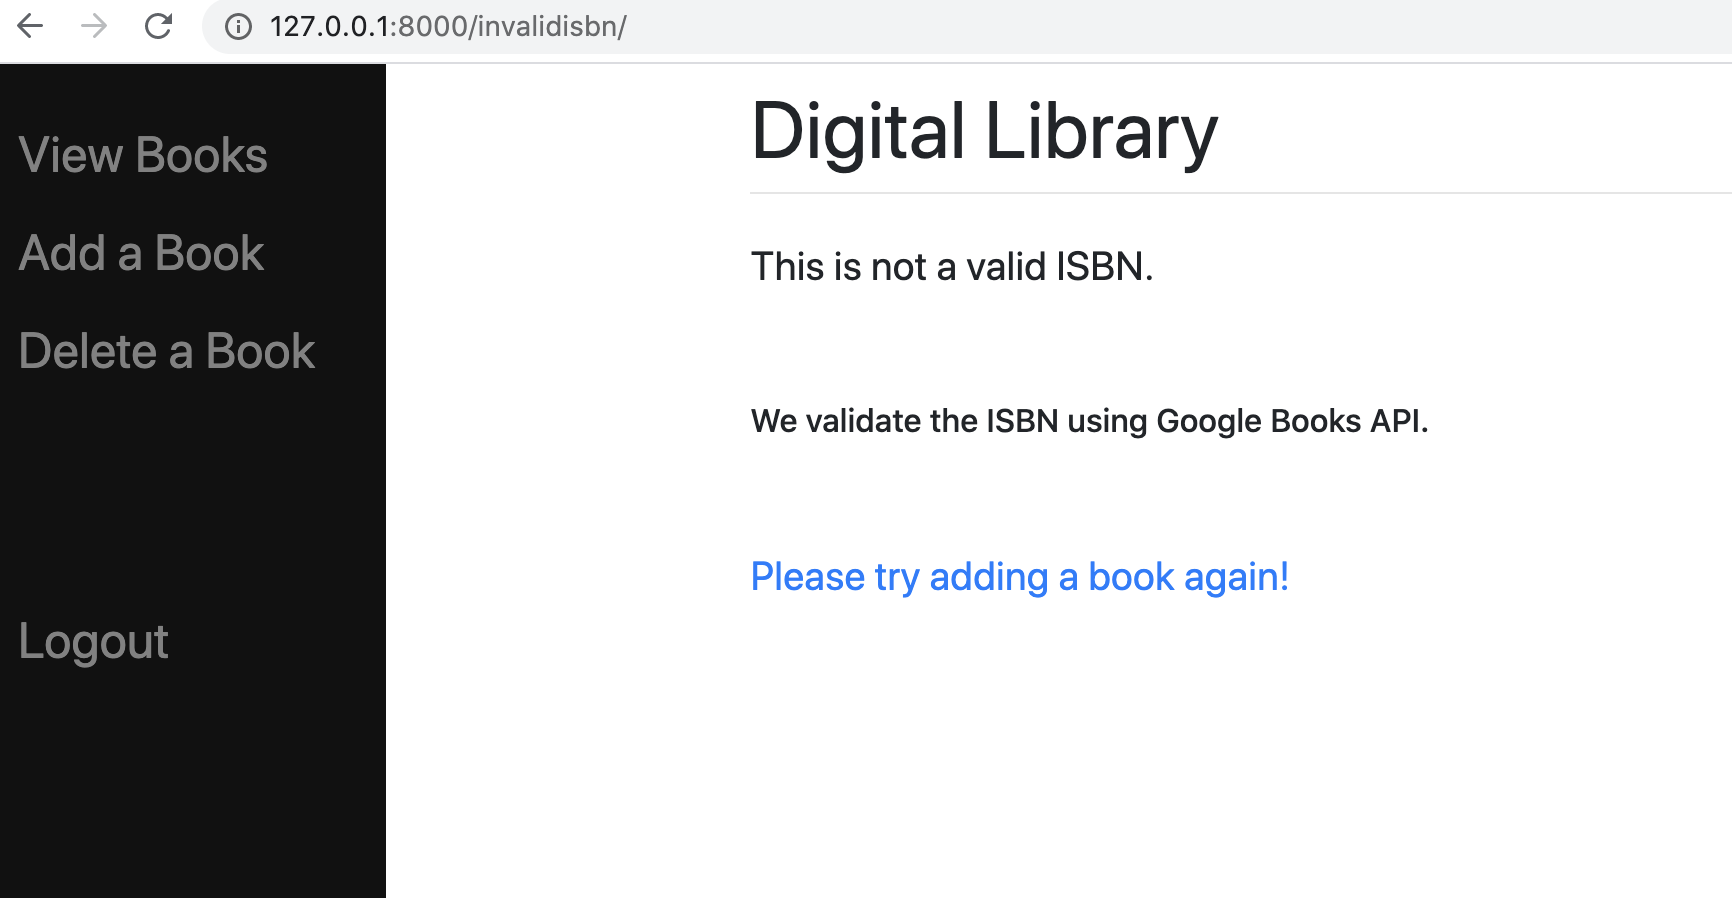 127.0.0.1:8000/invalidisbn/
View Books
Add a Book
Delete a Book
Logout
Digital Library
This is not a valid ISBN.
We validate the ISBN using Google Books API.
Please try adding a book again!